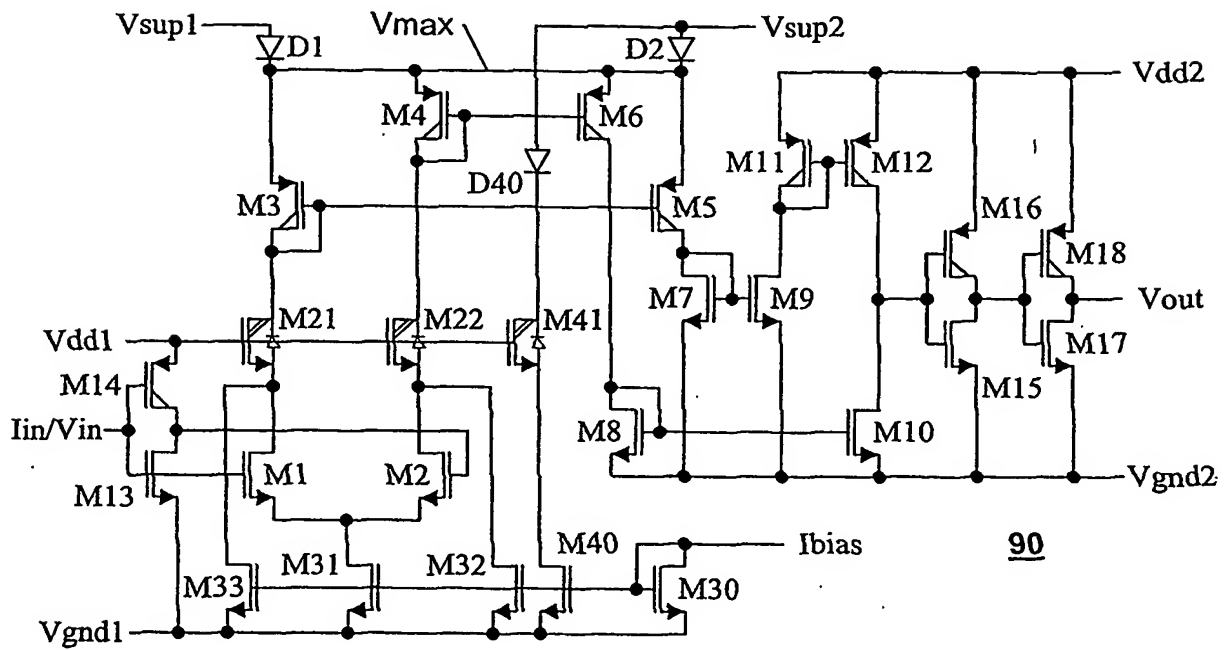 Vsup1
Vmax
Vsup2
D1
D2
Vdd2
M4
M6
M11
M12
D40
M3
M5
M16
M18
M7
M9
Vout
M21
M22
M41
Vdd1
M17
M14
M15
Iin/Vin
M8
M10
M1
M2
M13
Vgnd2
M40
Ibias
90
M33
M31
M32
M30
Vgnd1